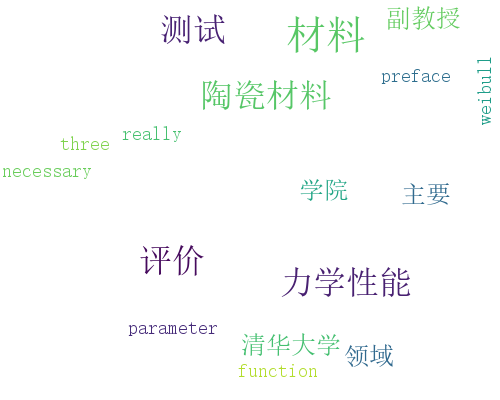 测试
材料
副教授
preface
weibull
陶瓷材料
really
three
necessary
学院
主要
评价
力学性能
parameter
清华大学
领域
function